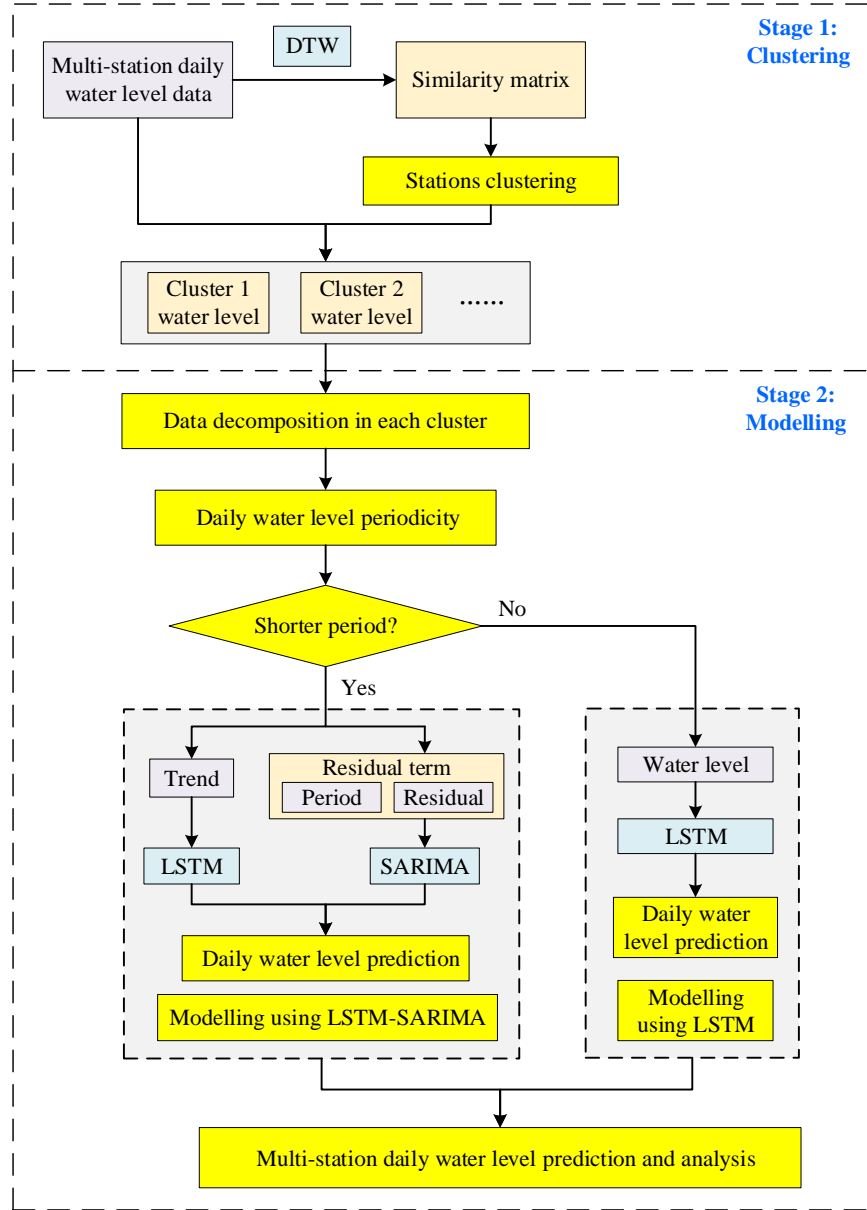 Stage 1:
Clustering
DTW
Multi-station daily
water level data
Similarity matrix
Stations clustering
Cluster 1
water level
Cluster 2
water level
......
Stage 2:
Modelling
Data decomposition in each cluster
Daily water level periodicity
Shorter period?
No
Yes
Trend
Residual term
Period
Residual
LSTM
SARIMA
Daily water level prediction
Modelling using LSTM-SARIMA
Water level
LSTM
Daily water
level prediction
Modelling
using LSTM
Multi-station daily water level prediction and analysis